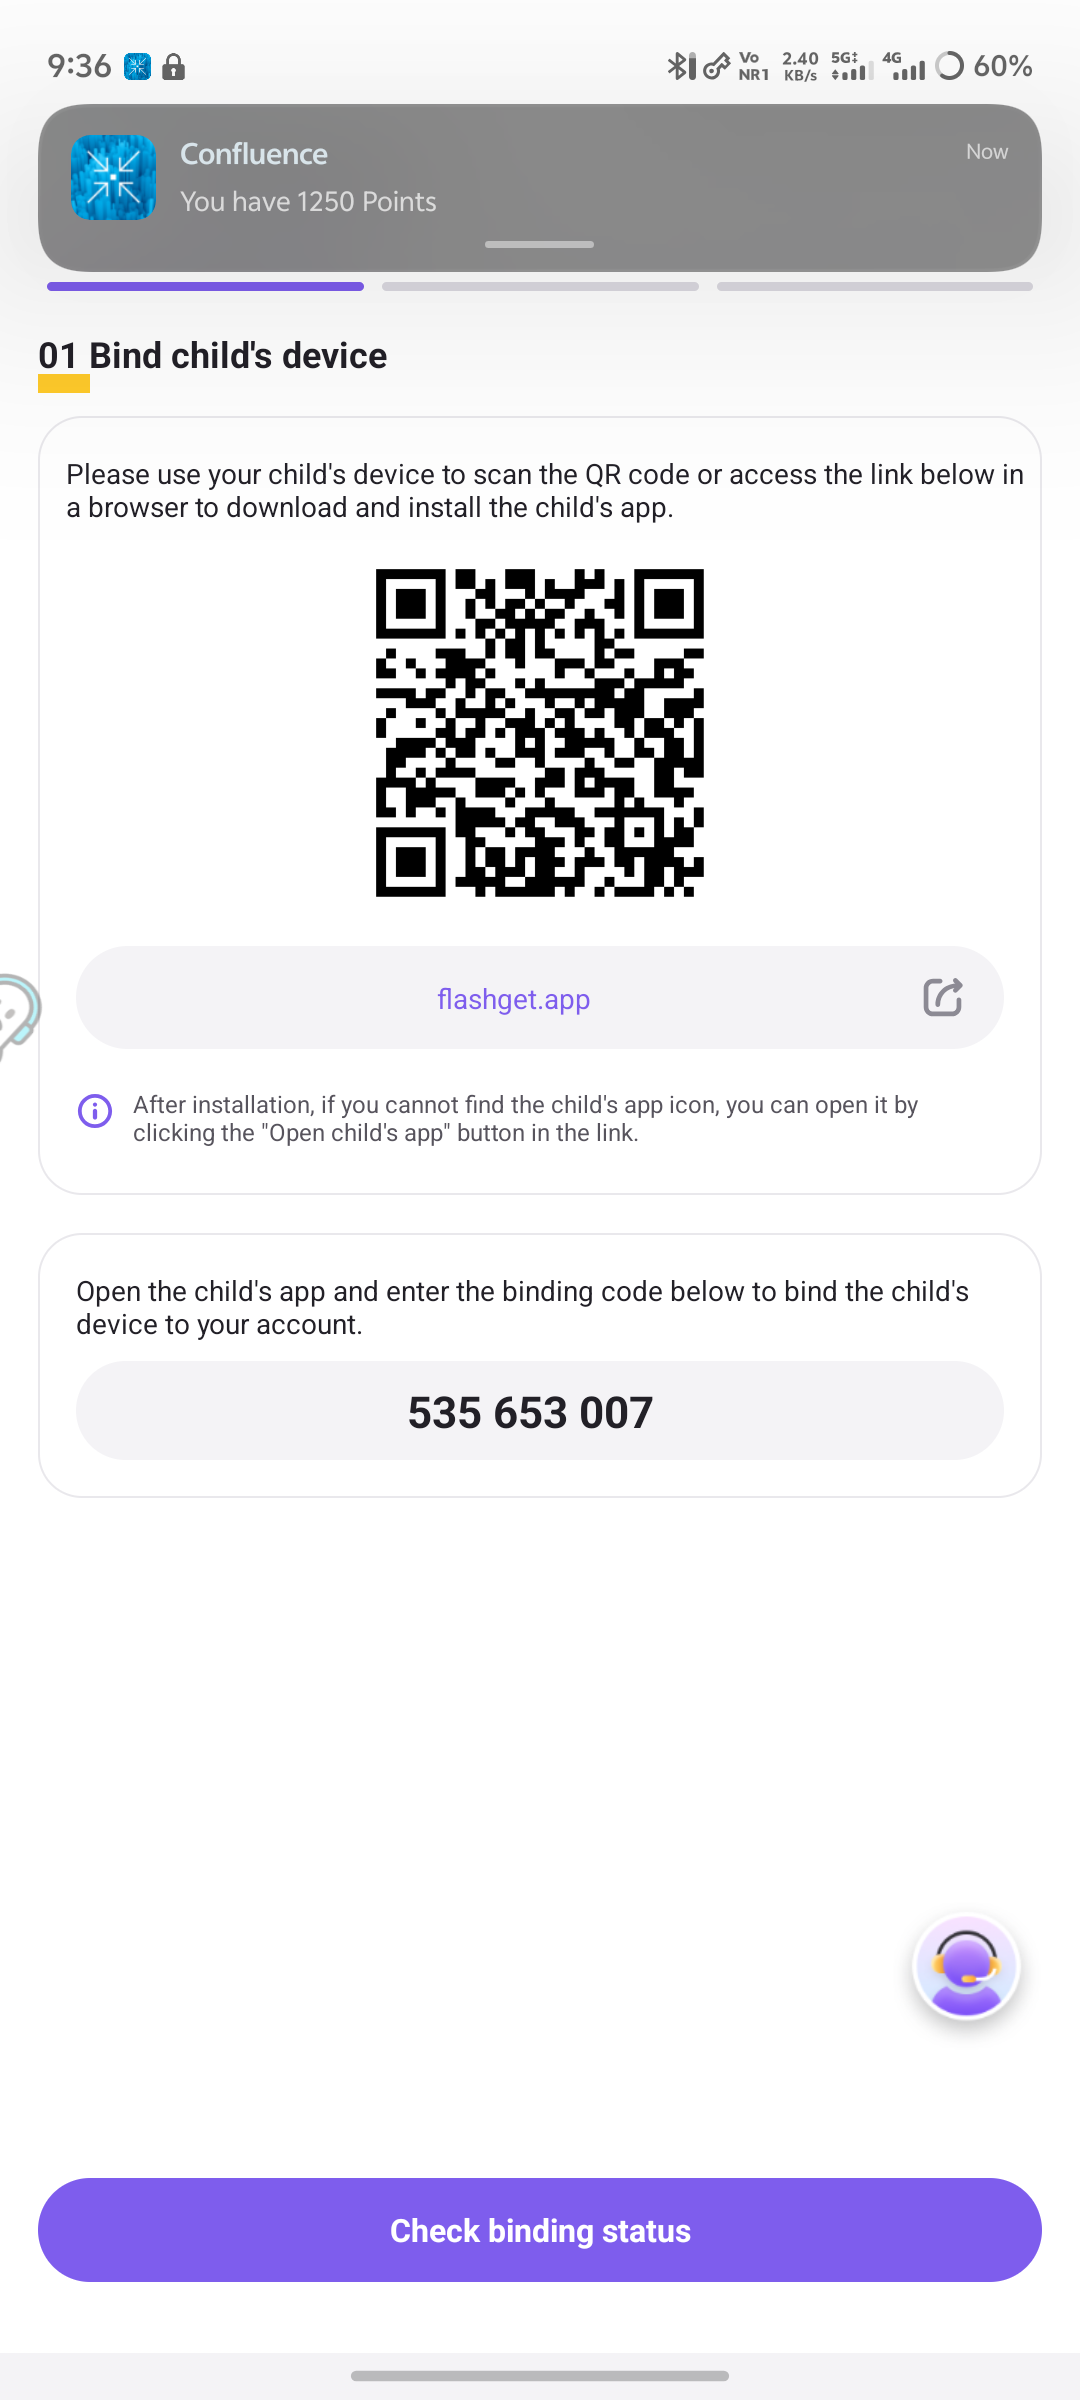 9:36
Vo
NR1
2.40
KB/s
5G
4G
60%
Confluence
Now
You have 1250 Points
01 Bind child's device
Please use your child's device to scan the QR code or access the link below in
a browser to download and install the child's app.
flashget.app
After installation, if you cannot find the child's app icon, you can open it by
clicking the "Open child's app" button in the link.
Open the child's app and enter the binding code below to bind the child's
device to your account.
535 653 007
Check binding status